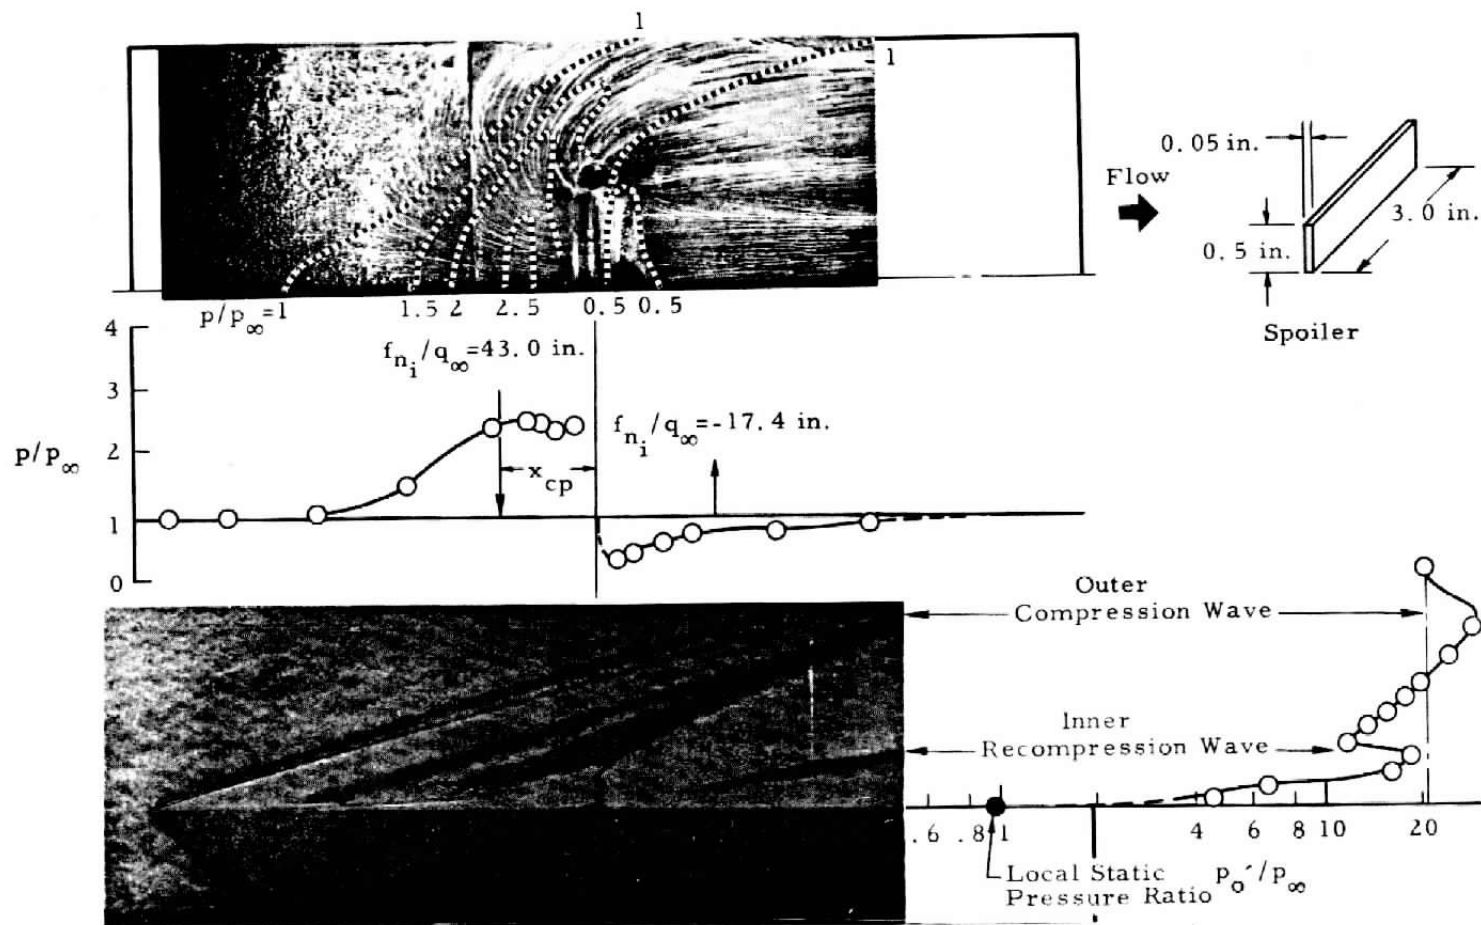 1
1
0.05 in.
Flow
3.0 in.
0.5 in.
Spoiler
p/p∞=1
1.5 2 2.5 0.5 0.5
4
3
2
1
0
p/p∞
fnᵢ/q∞=43.0 in.
fnᵢ/q∞=-17.4 in.
xcp
Outer
Compression Wave
Inner
Recompression Wave
.6 .8 1 4 6 8 10 20
Local Static
Pressure Ratio
po´/p∞